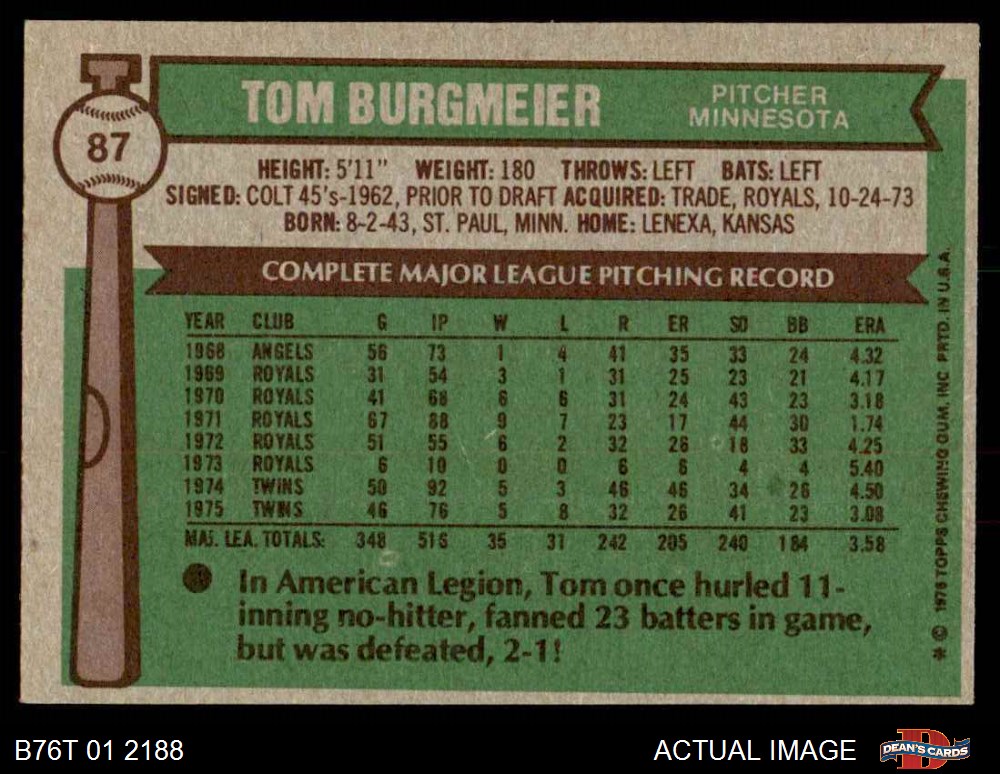 87
TOM BURGMEIER PITCHER
MINNESOTA
HEIGHT: 5'11" WEIGHT: 180 THROWS: LEFT BATS: LEFT
SIGNED: COLT 45's-1962, PRIOR TO DRAFT ACQUIRED: TRADE, ROYALS, 10-24-73
BORN: 8-2-43, ST. PAUL, MINN. HOME: LENEXA, KANSAS
COMPLETE MAJOR LEAGUE PITCHING RECORD
YEAR CLUB G IP W L R ER SO BB ERA
1968 ANGELS 56 73 1 4 41 35 33 24 4.32
1969 ROYALS 31 54 3 1 31 25 23 21 4.17
1970 ROYALS 41 68 6 6 31 24 43 23 3.18
1971 ROYALS 67 88 9 7 23 17 44 30 1.74
1972 ROYALS 51 55 6 2 32 26 18 33 4.25
1973 ROYALS 6 10 0 0 6 6 4 4 5.40
1974 TWINS 50 92 5 3 46 46 34 26 4.50
1975 TWINS 46 76 5 8 32 26 41 23 3.08
MAJ. LEA. TOTALS: 348 516 35 31 242 205 240 184 3.58
In American Legion, Tom once hurled 11-
inning no-hitter, fanned 23 batters in game,
but was defeated, 2-1!
* © 1976 TOPPS CHEWING GUM, INC PRTD. IN U.S.A.
B76T 01 2188 ACTUAL IMAGE DEAN'S CARDS